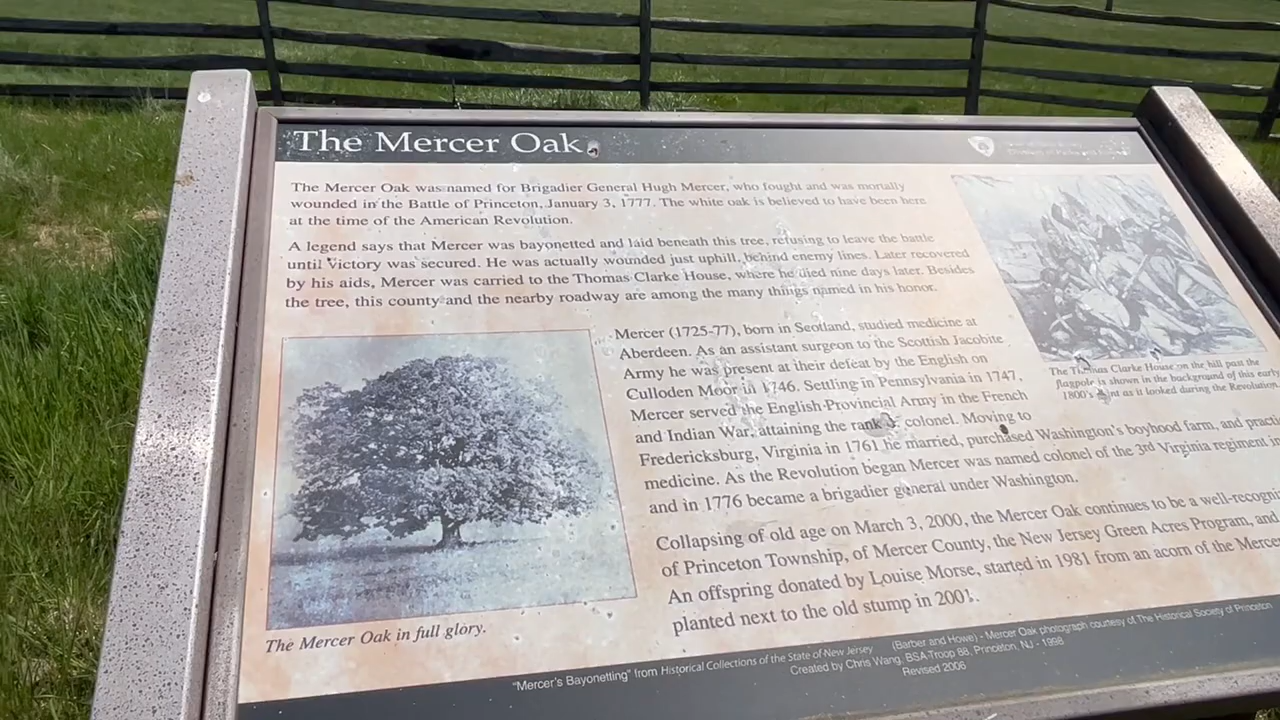 The Mercer Oak
The Mercer Oak was named for Brigadier General Hugh Mercer, who fought and was mortally
wounded in the Battle of Princeton, January 3, 1777. The white oak is believed to have been here
at the time of the American Revolution.
A legend says that Mercer was bayonetted and laid beneath this tree, refusing to leave the battle
until victory was secured. He was actually wounded just uphill, behind enemy lines. Later recovered
by his aids, Mercer was carried to the Thomas Clarke House, where he died nine days later. Besides
the tree, this county and the nearby roadway are among the many things named in his honor.
Mercer (1725-77), born in Scotland, studied medicine at
Aberdeen. As an assistant surgeon to the Scottish Jacobite
Army he was present at their defeat by the English on
Culloden Moor in 1746. Settling in Pennsylvania in 1747,
Mercer served the English-Provincial Army in the French
and Indian War, attaining the rank of colonel. Moving to
Fredericksburg, Virginia in 1761 he married, purchased Washington's boyhood farm, and practi
medicine. As the Revolution began Mercer was named colonel of the 3rd Virginia regiment in
and in 1776 became a brigadier general under Washington.
The Thomas Clarke House on the hill past the
flagpole is shown in the background of this early
1800's print as it looked during the Revolution.
Collapsing of old age on March 3, 2000, the Mercer Oak continues to be a well-recogni
of Princeton Township, of Mercer County, the New Jersey Green Acres Program, and
An offspring donated by Louise Morse, started in 1981 from an acorn of the Mercer
planted next to the old stump in 2001.
The Mercer Oak in full glory.
"Mercer's Bayonetting" from Historical Collections of the State of New Jersey (Barber and Howe) - Mercer Oak photograph courtesy of The Historical Society of Princeton
Created by Chris Wang, BSA Troop 88, Princeton, NJ - 1998
Revised 2006